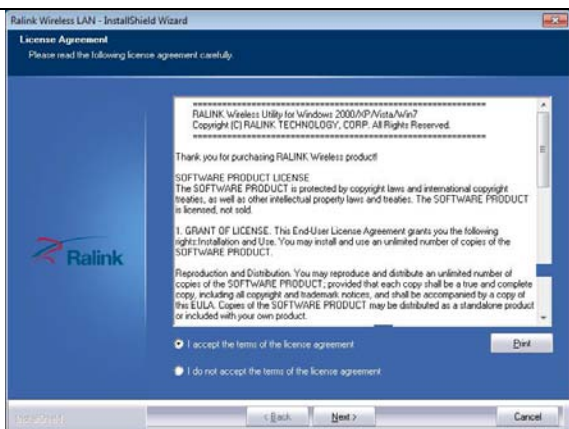 Ralink Wireless LAN - InstallShield Wizard
License Agreement
Please read the following license agreement carefully.
RALINK Wireless Utility for Windows 2000/XP/Vista/Win7
Copyright (C) RALINK TECHNOLOGY, CORP. All Rights Reserved.
Thank you for purchasing RALINK Wireless product!
SOFTWARE PRODUCT LICENSE
The SOFTWARE PRODUCT is protected by copyright laws and international copyright
treaties, as well as other intellectual property laws and treaties. The SOFTWARE PRODUCT
is licensed, not sold.
1. GRANT OF LICENSE. This End-User License Agreement grants you the following
rights:Installation and Use. You may install and use an unlimited number of copies of the
SOFTWARE PRODUCT.
Reproduction and Distribution. You may reproduce and distribute an unlimited number of
copies of the SOFTWARE PRODUCT; provided that each copy shall be a true and complete
copy, including all copyright and trademark notices, and shall be accompanied by a copy of
this EULA. Copies of the SOFTWARE PRODUCT may be distributed as a standalone product
or included with your own product.
Ralink
I accept the terms of the license agreement
Print
I do not accept the terms of the license agreement
InstallShield
< Back
Next >
Cancel